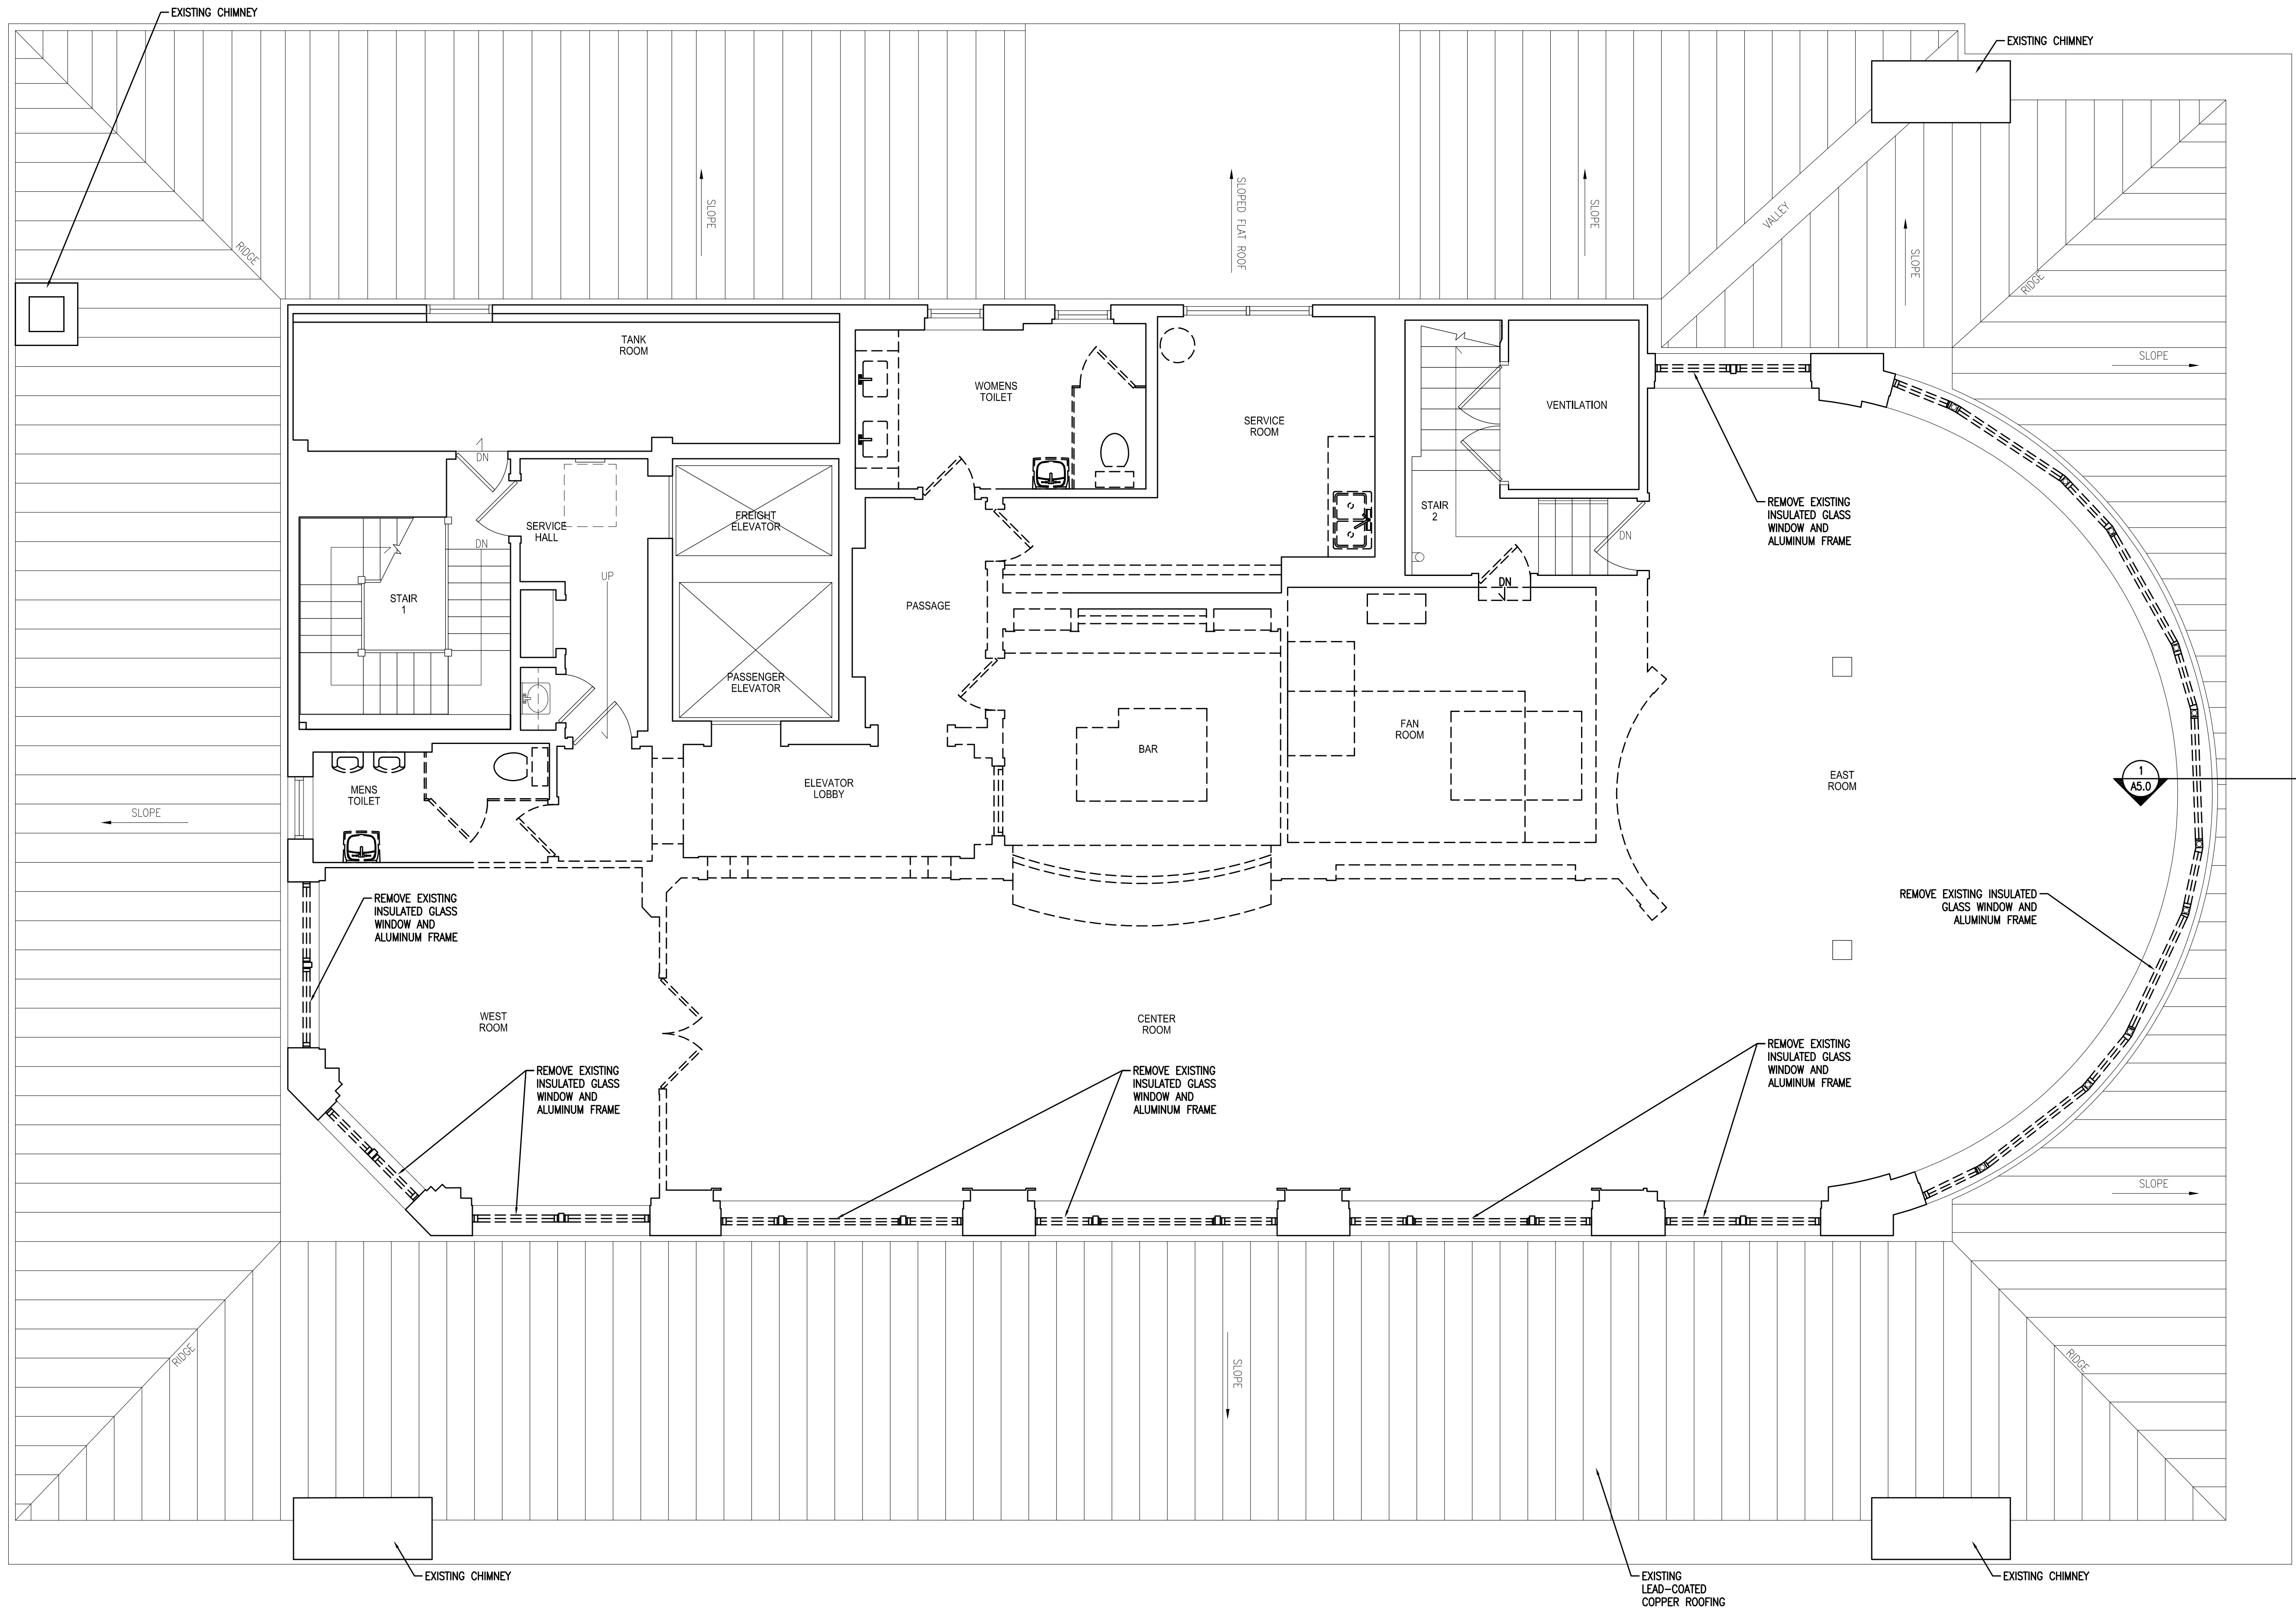 EXISTING CHIMNEY
EXISTING CHIMNEY
SLOPE
SLOPED FLAT ROOF
SLOPE
VALLEY
SLOPE
RIDGE
RIDGE
TANK
ROOM
SLOPE
WOMENS
TOILET
VENTILATION
SERVICE
ROOM
DN
REMOVE EXISTING
INSULATED GLASS
WINDOW AND
ALUMINUM FRAME
STAIR
2
FREIGHT
ELEVATOR
SERVICE
HALL
DN
DN
UP
DN
STAIR
1
PASSAGE
PASSENGER
ELEVATOR
FAN
ROOM
BAR
EAST
ROOM
1
A5.0
ELEVATOR
LOBBY
MENS
TOILET
SLOPE
REMOVE EXISTING
INSULATED GLASS
WINDOW AND
ALUMINUM FRAME
REMOVE EXISTING INSULATED
GLASS WINDOW AND
ALUMINUM FRAME
WEST
ROOM
CENTER
ROOM
REMOVE EXISTING
INSULATED GLASS
WINDOW AND
ALUMINUM FRAME
REMOVE EXISTING
INSULATED GLASS
WINDOW AND
ALUMINUM FRAME
REMOVE EXISTING
INSULATED GLASS
WINDOW AND
ALUMINUM FRAME
SLOPE
RIDGE
SLOPE
RIDGE
EXISTING CHIMNEY
EXISTING
LEAD-COATED
COPPER ROOFING
EXISTING CHIMNEY